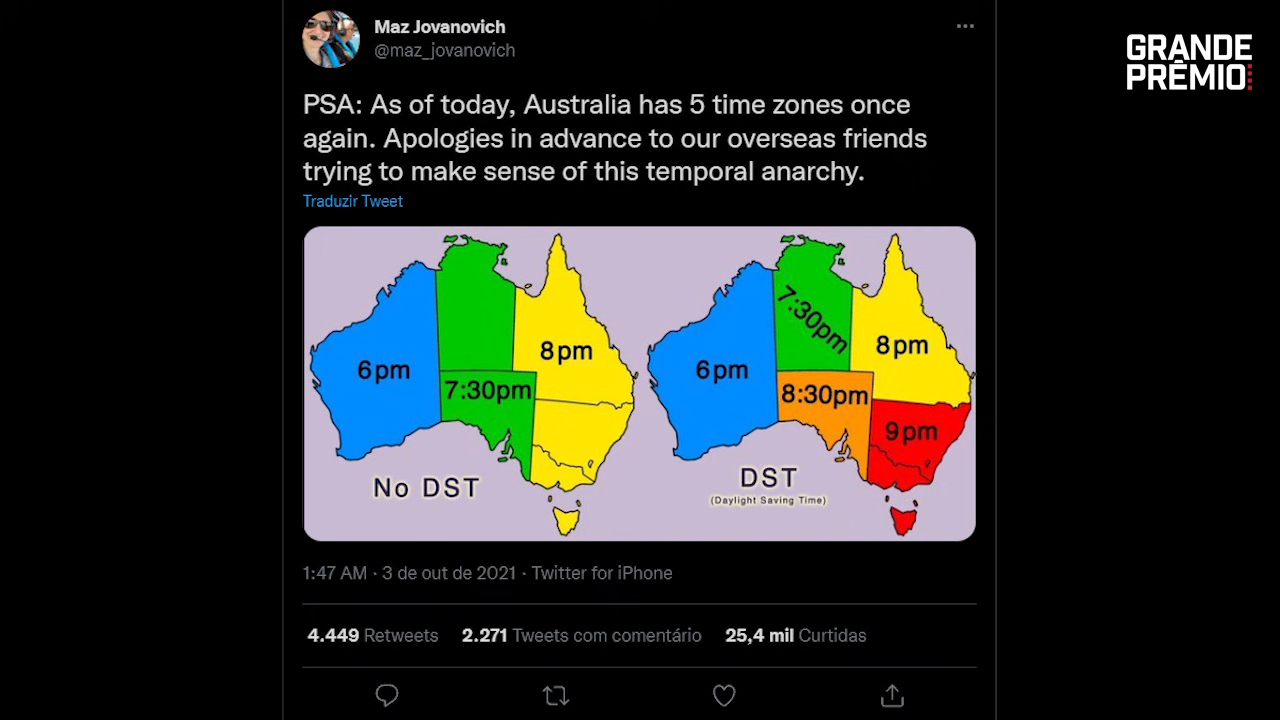 Maz Jovanovich
@maz_jovanovich
GRANDE
PRÊMIO
PSA: As of today, Australia has 5 time zones once
again. Apologies in advance to our overseas friends
trying to make sense of this temporal anarchy.
Traduzir Tweet
6pm
7:30pm
8pm
No DST
6pm
7:30pm
8pm
8:30pm
9pm
DST
(Daylight Saving Time)
1:47 AM · 3 de out de 2021 · Twitter for iPhone
4.449 Retweets 2.271 Tweets com comentário 25,4 mil Curtidas